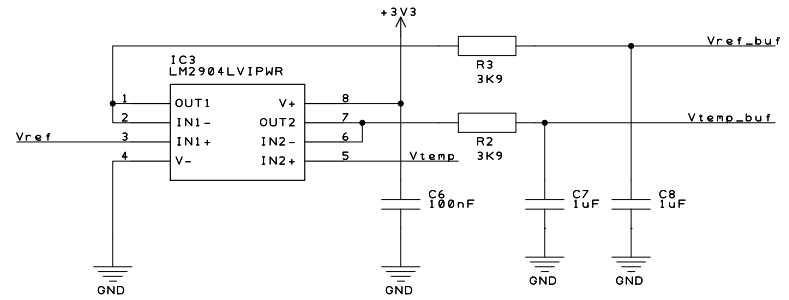 +3V3
Vref_buf
IC3
LM2904LVIPWR
R3
3K9
1 OUT1 V+ 8
2 IN1- OUT2 7
Vtemp_buf
Vref 3 IN1+ IN2- 6
R2
3K9
4 V- IN2+ 5 Vtemp
C6
100nF
C7
1uF
C8
1uF
GND
GND
GND
GND